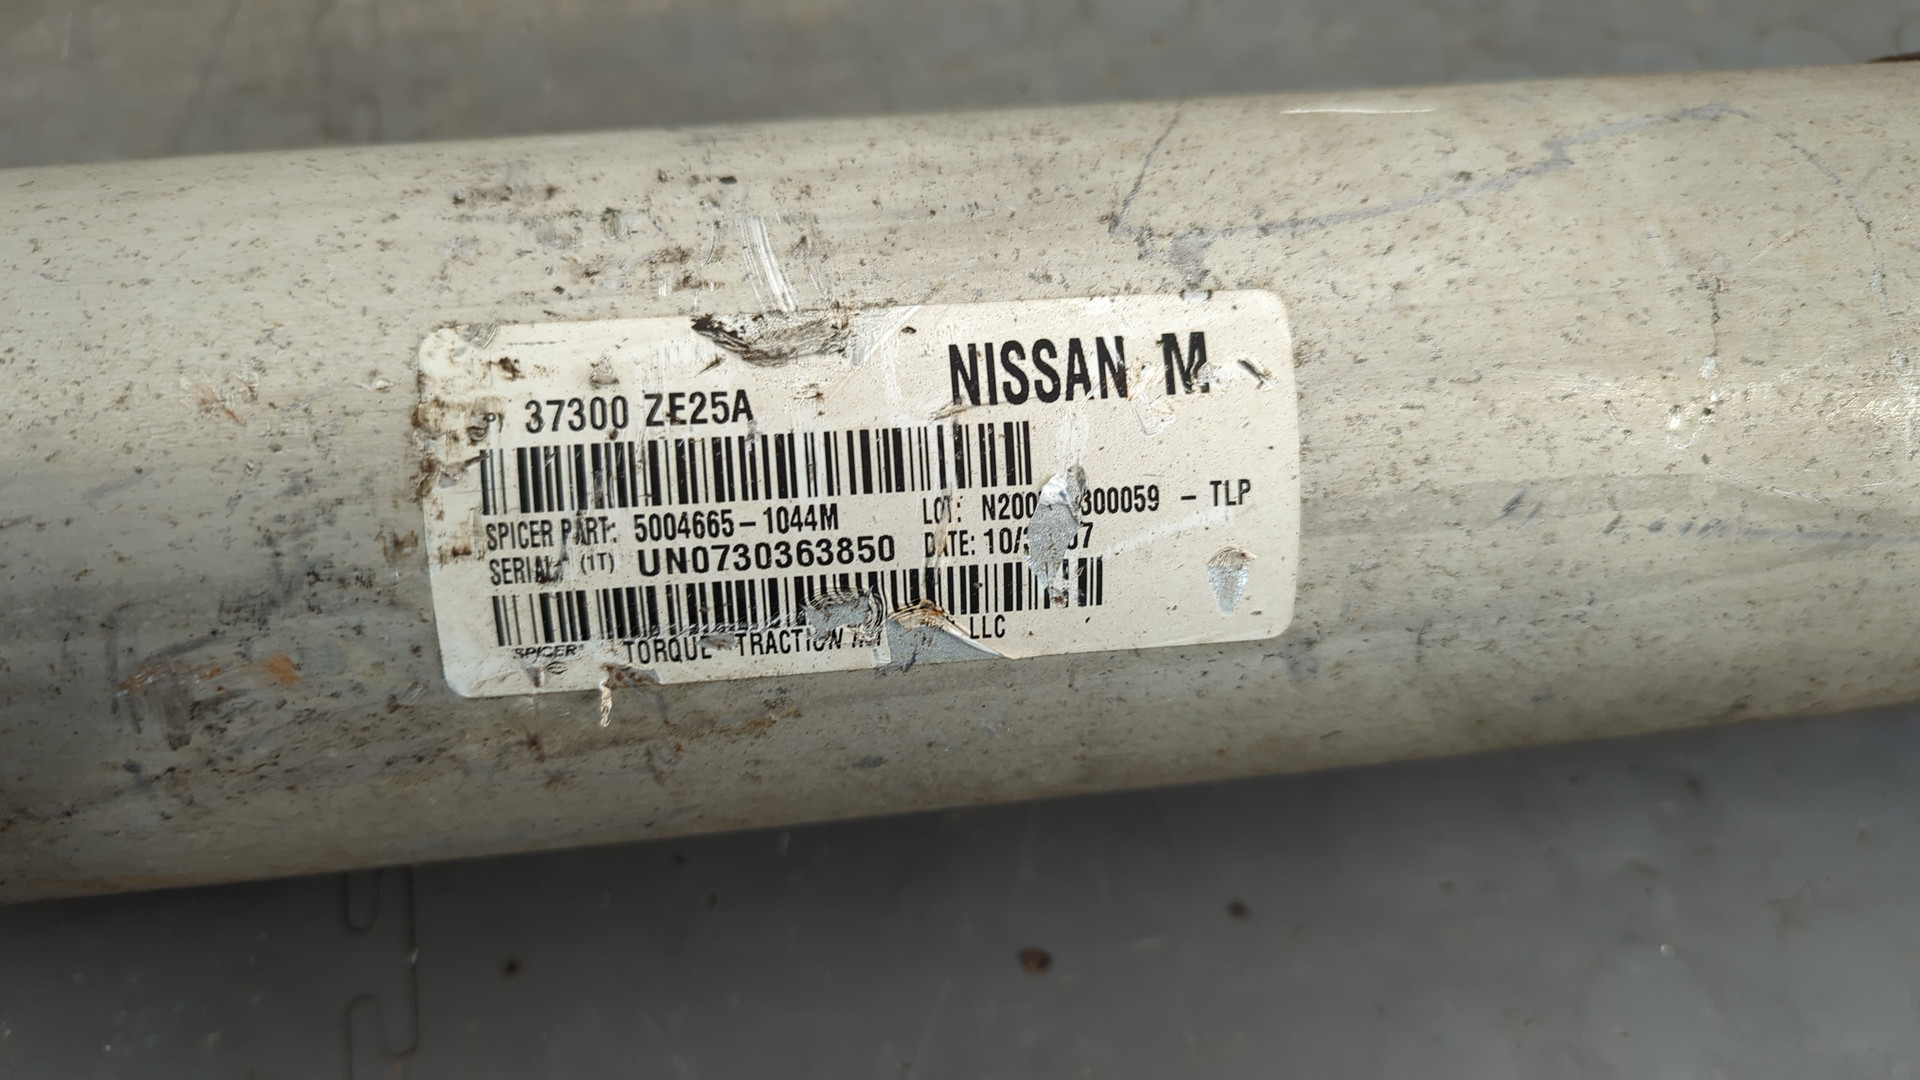 NISSAN M
37300 ZE25A
SPICER PART: 5004665-1044M
LOT: 300059 - TLP
SERIAL (1T) UN0730363850
DATE:
SPICER TORQUE TRACTION LLC